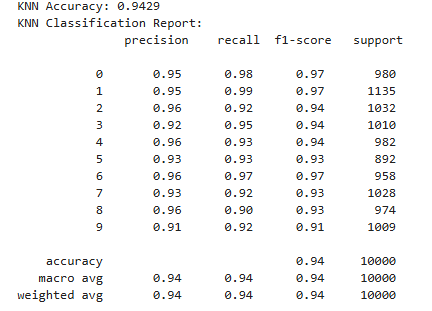 KNN Accuracy: 0.9429
KNN Classification Report:
precision recall f1-score support
0 0.95 0.98 0.97 980
1 0.95 0.99 0.97 1135
2 0.96 0.92 0.94 1032
3 0.92 0.95 0.94 1010
4 0.96 0.93 0.94 982
5 0.93 0.93 0.93 892
6 0.96 0.97 0.97 958
7 0.93 0.92 0.93 1028
8 0.96 0.90 0.93 974
9 0.91 0.92 0.91 1009
accuracy 0.94 10000
macro avg 0.94 0.94 0.94 10000
weighted avg 0.94 0.94 0.94 10000